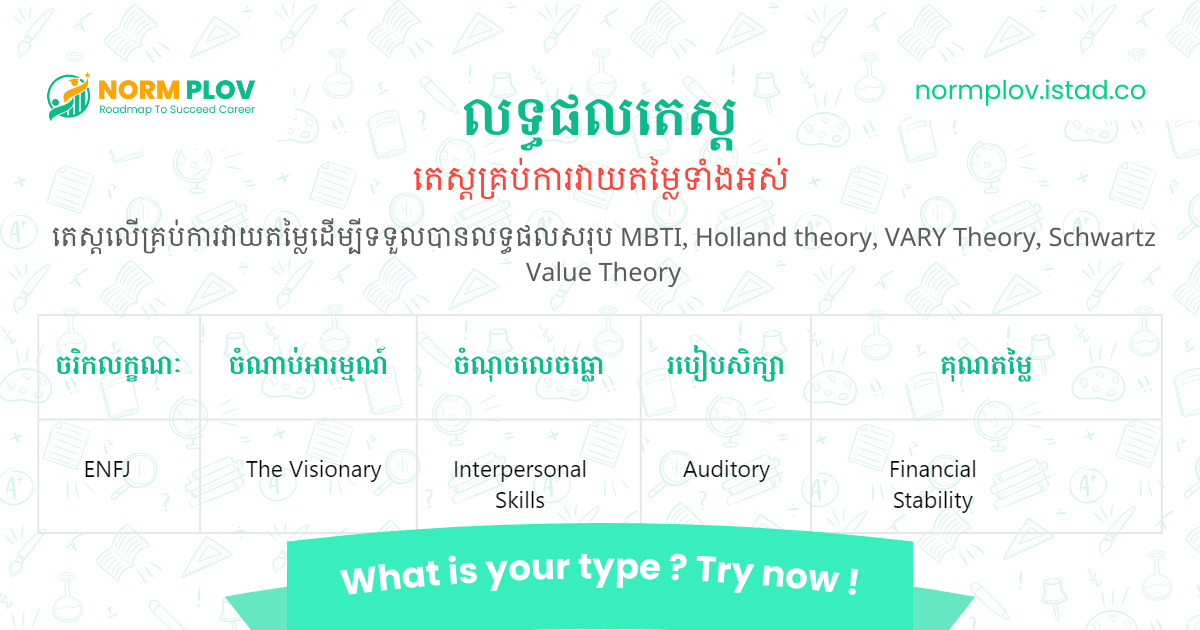 NORM PLOV
Roadmap To Succeed Career
normplov.istad.co
លទ្ធផលតេស្ត
តេស្តគ្រប់ការវាយតម្លៃទាំងអស់
តេស្តលើគ្រប់ការវាយតម្លៃដើម្បីទទួលបានលទ្ធផលសរុប MBTI, Holland theory, VARY Theory, Schwartz
Value Theory
ចរិកលក្ខណៈ
ចំណាប់អារម្មណ៍
ចំណុចលេចធ្លោ
របៀបសិក្សា
គុណតម្លៃ
ENFJ
The Visionary
Interpersonal
Skills
Auditory
Financial
Stability
What is your type ? Try now !